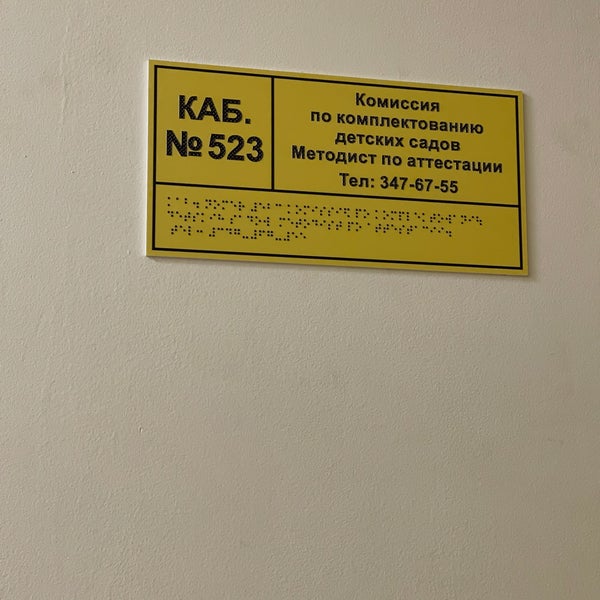 КАБ.
№ 523
Комиссия
по комплектованию
детских садов
Методист по аттестации
Тел: 347-67-55